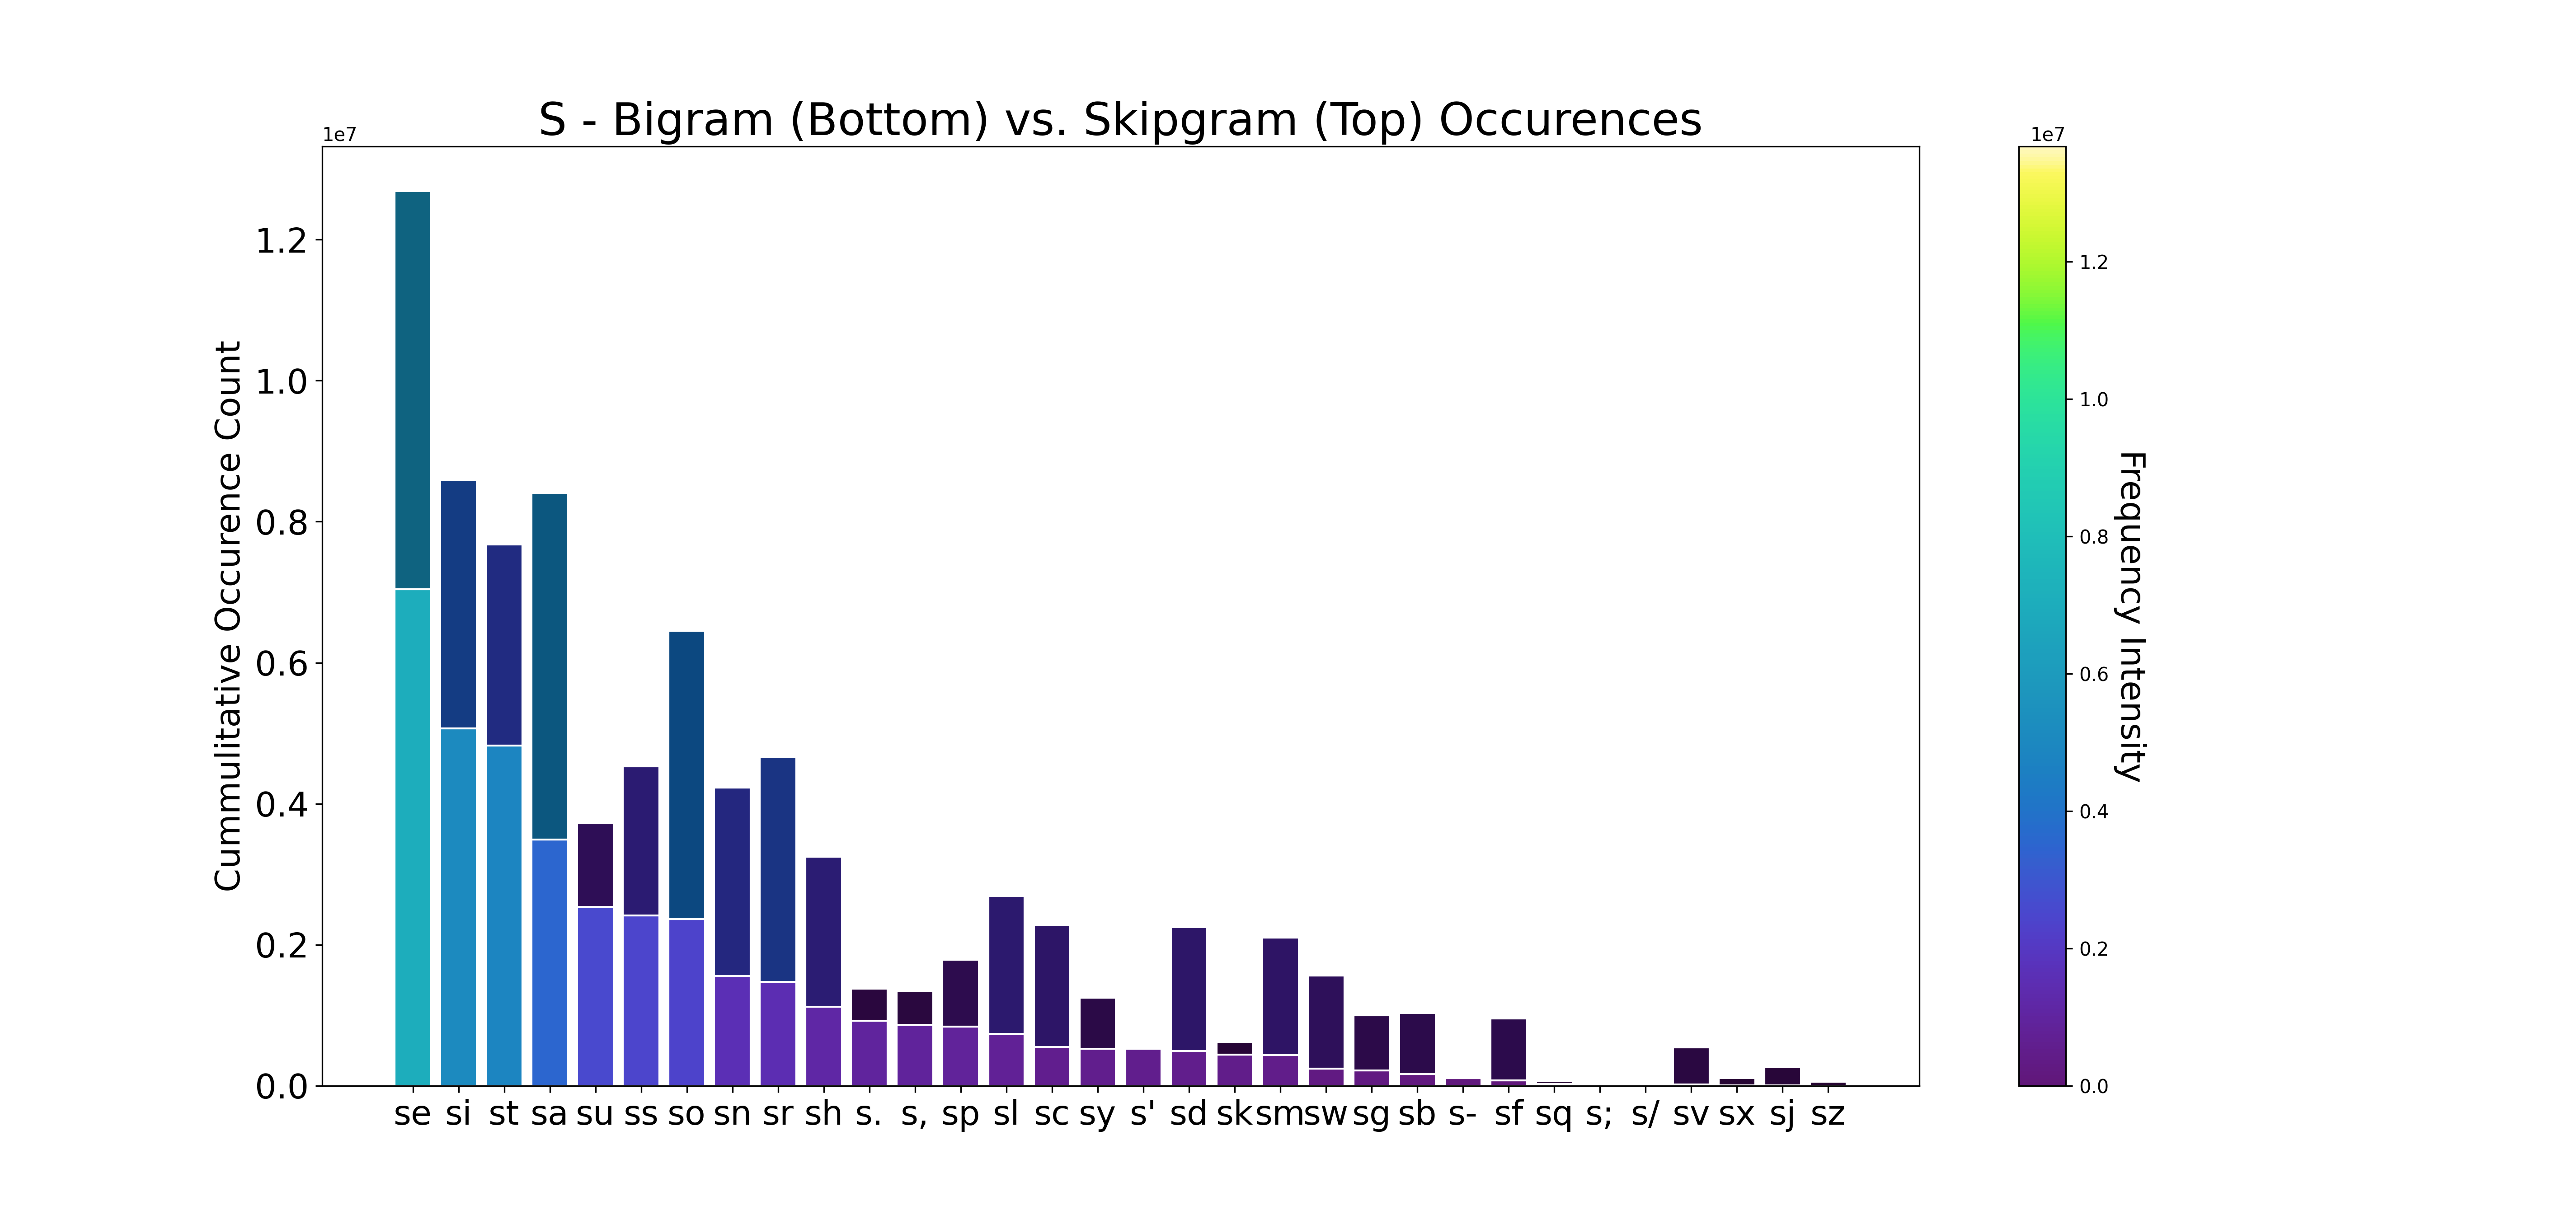 S - Bigram (Bottom) vs. Skipgram (Top) Occurences
1e7
1e7
1.2
1.0
0.8
0.6
0.4
0.2
0.0
Cummulitative Occurence Count
se si st sa su ss so sn sr sh s. s, sp sl sc sy s' sd sk sm sw sg sb s- sf sq s; s/ sv sx sj sz
1.2
1.0
0.8
0.6
0.4
0.2
0.0
Frequency Intensity